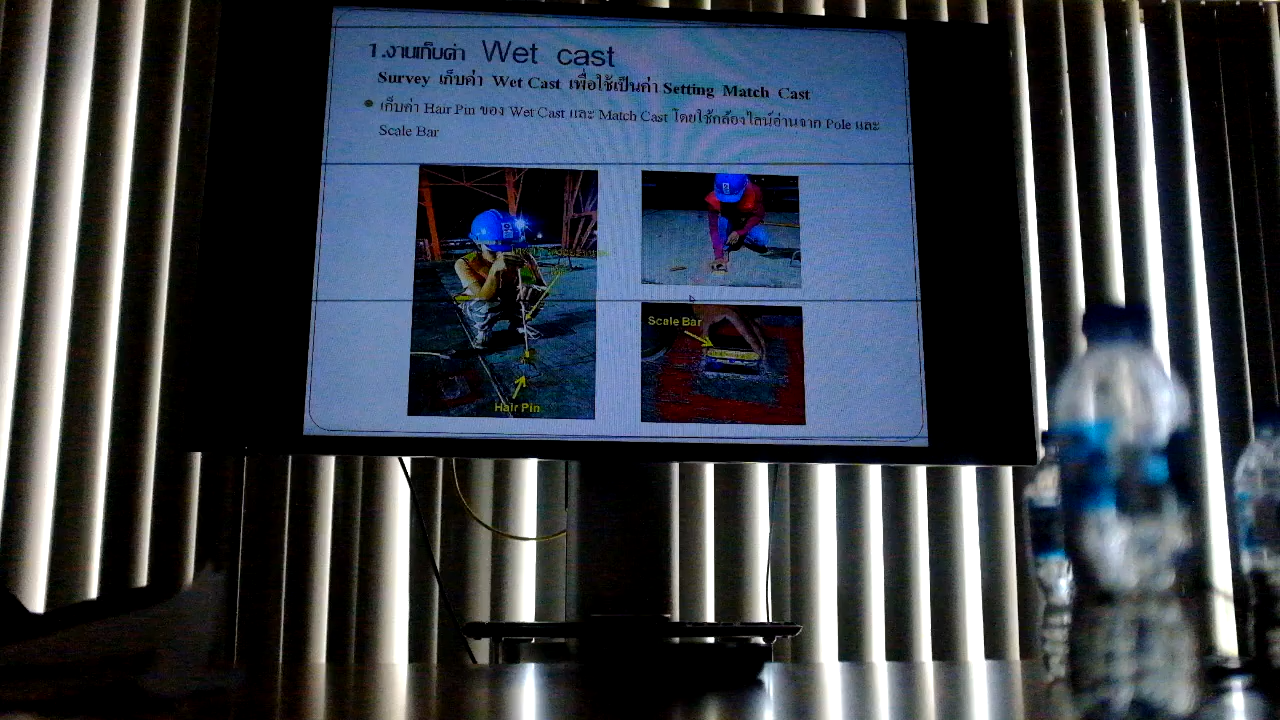 1.งานเก็บค่า Wet cast
Survey เก็บค่า Wet Cast เพื่อใช้เป็นค่า Setting Match Cast
เก็บค่า Hair Pin ของ Wet Cast และ Match Cast โดยใช้กล้องไลน์อ่านจาก Pole และ
Scale Bar
Scale Bar
Hair Pin